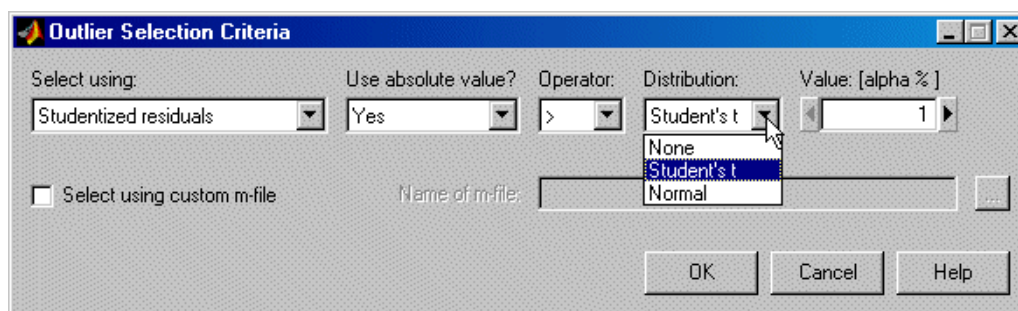 Outlier Selection Criteria
Select using: Use absolute value? Operator: Distribution: Value: [alpha % ]
Studentized residuals Yes > Student's t 1
None
Student's t
Select using custom m-file Name of m-file: Normal ...
OK Cancel Help